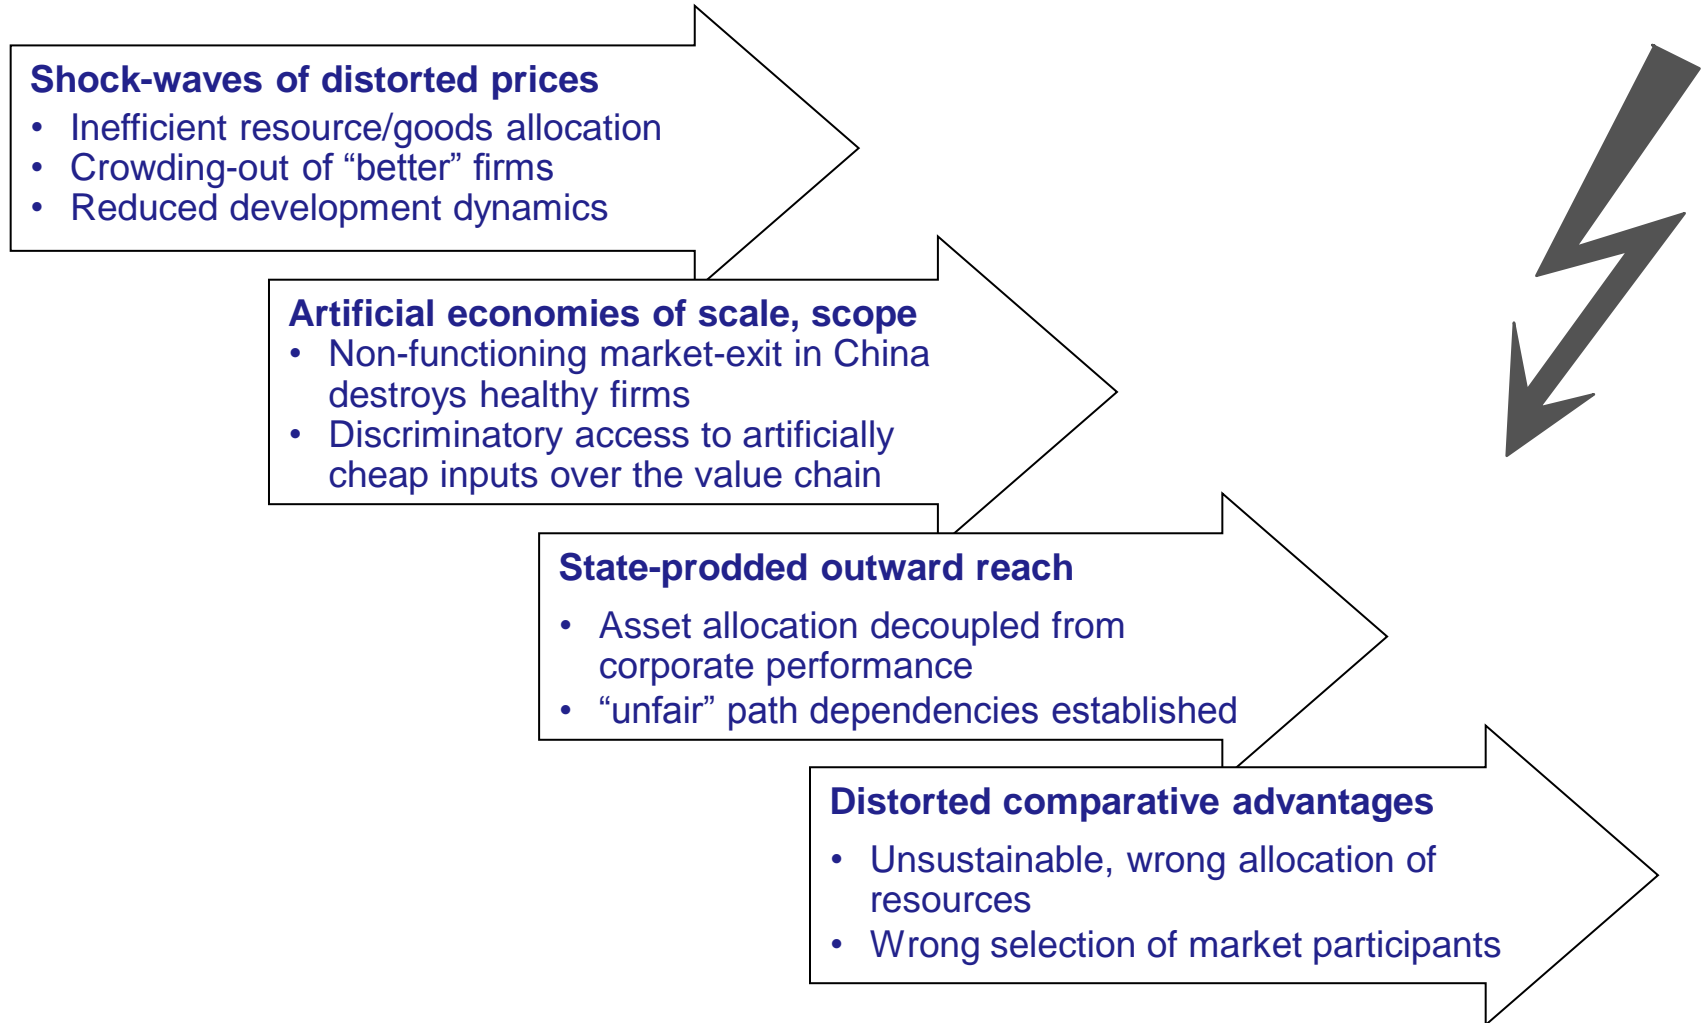 Shock-waves of distorted prices
• Inefficient resource/goods allocation
• Crowding-out of “better” firms
• Reduced development dynamics
Artificial economies of scale, scope
• Non-functioning market-exit in China
destroys healthy firms
• Discriminatory access to artificially
cheap inputs over the value chain
State-prodded outward reach
• Asset allocation decoupled from
corporate performance
• “unfair” path dependencies established
Distorted comparative advantages
• Unsustainable, wrong allocation of
resources
• Wrong selection of market participants